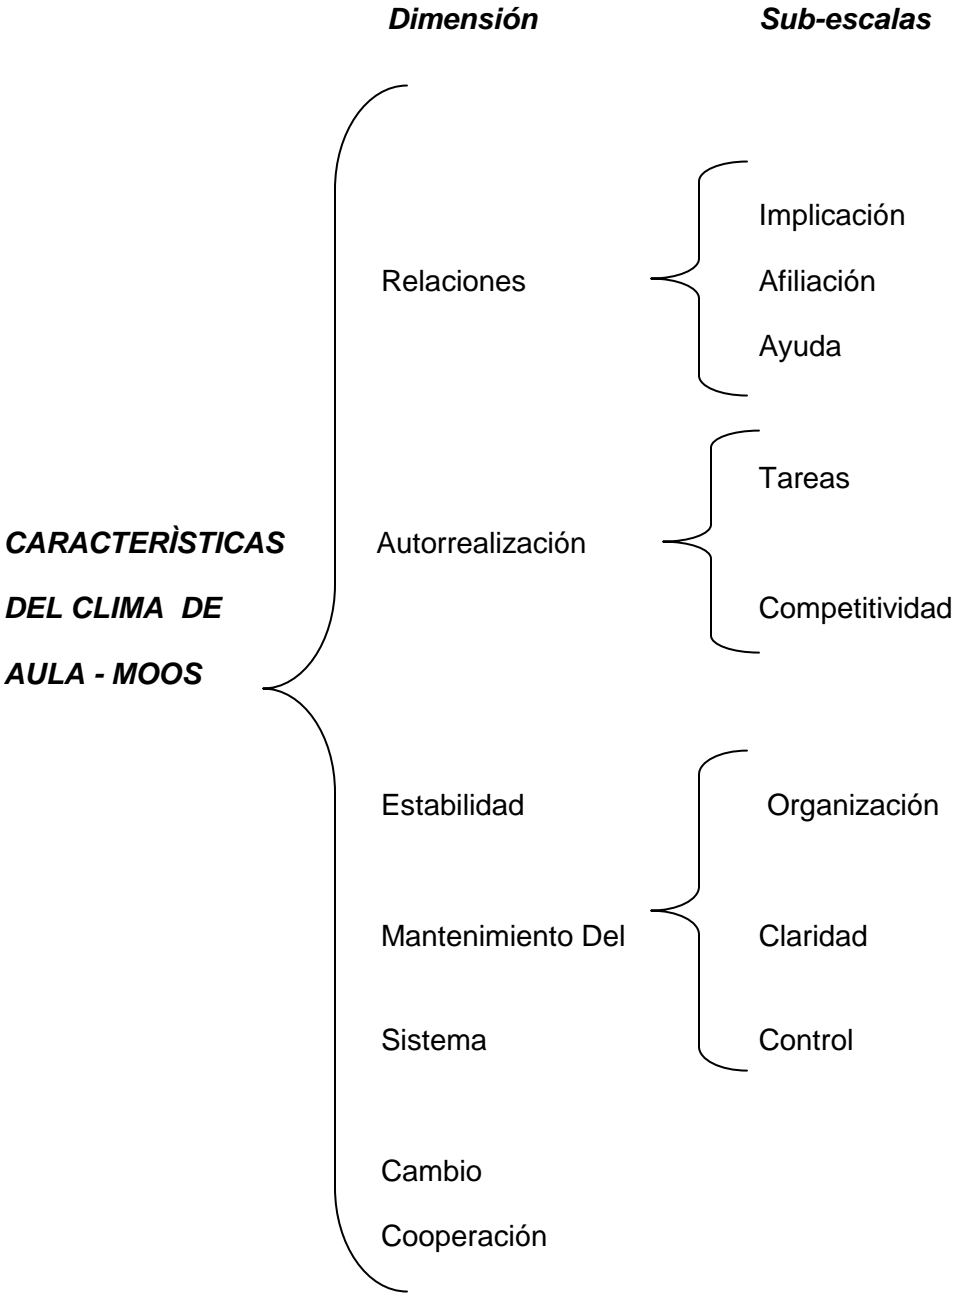 Dimensión Sub-escalas
Implicación
Relaciones Afiliación
Ayuda
Tareas
CARACTERÌSTICAS Autorrealización
DEL CLIMA DE Competitividad
AULA - MOOS
Estabilidad Organización
Mantenimiento Del Claridad
Sistema Control
Cambio
Cooperación